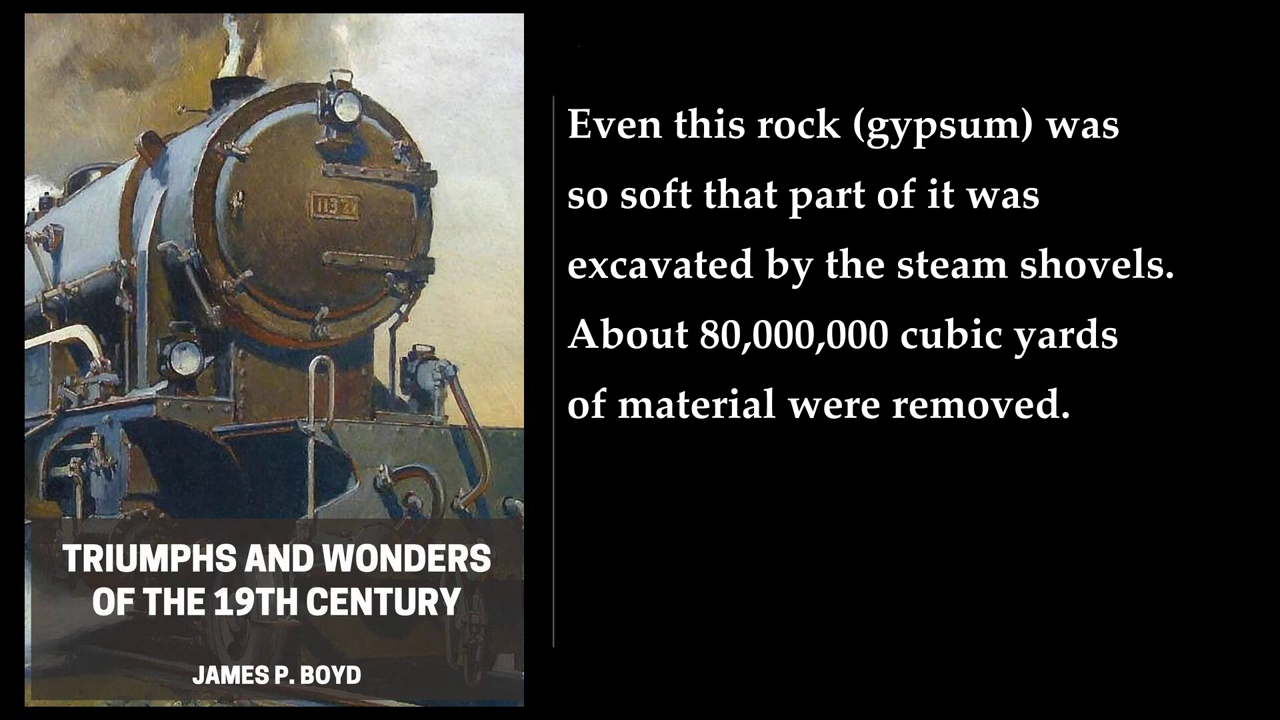 Even this rock (gypsum) was
so soft that part of it was
excavated by the steam shovels.
About 80,000,000 cubic yards
of material were removed.
TRIUMPHS AND WONDERS
OF THE 19TH CENTURY
JAMES P. BOYD